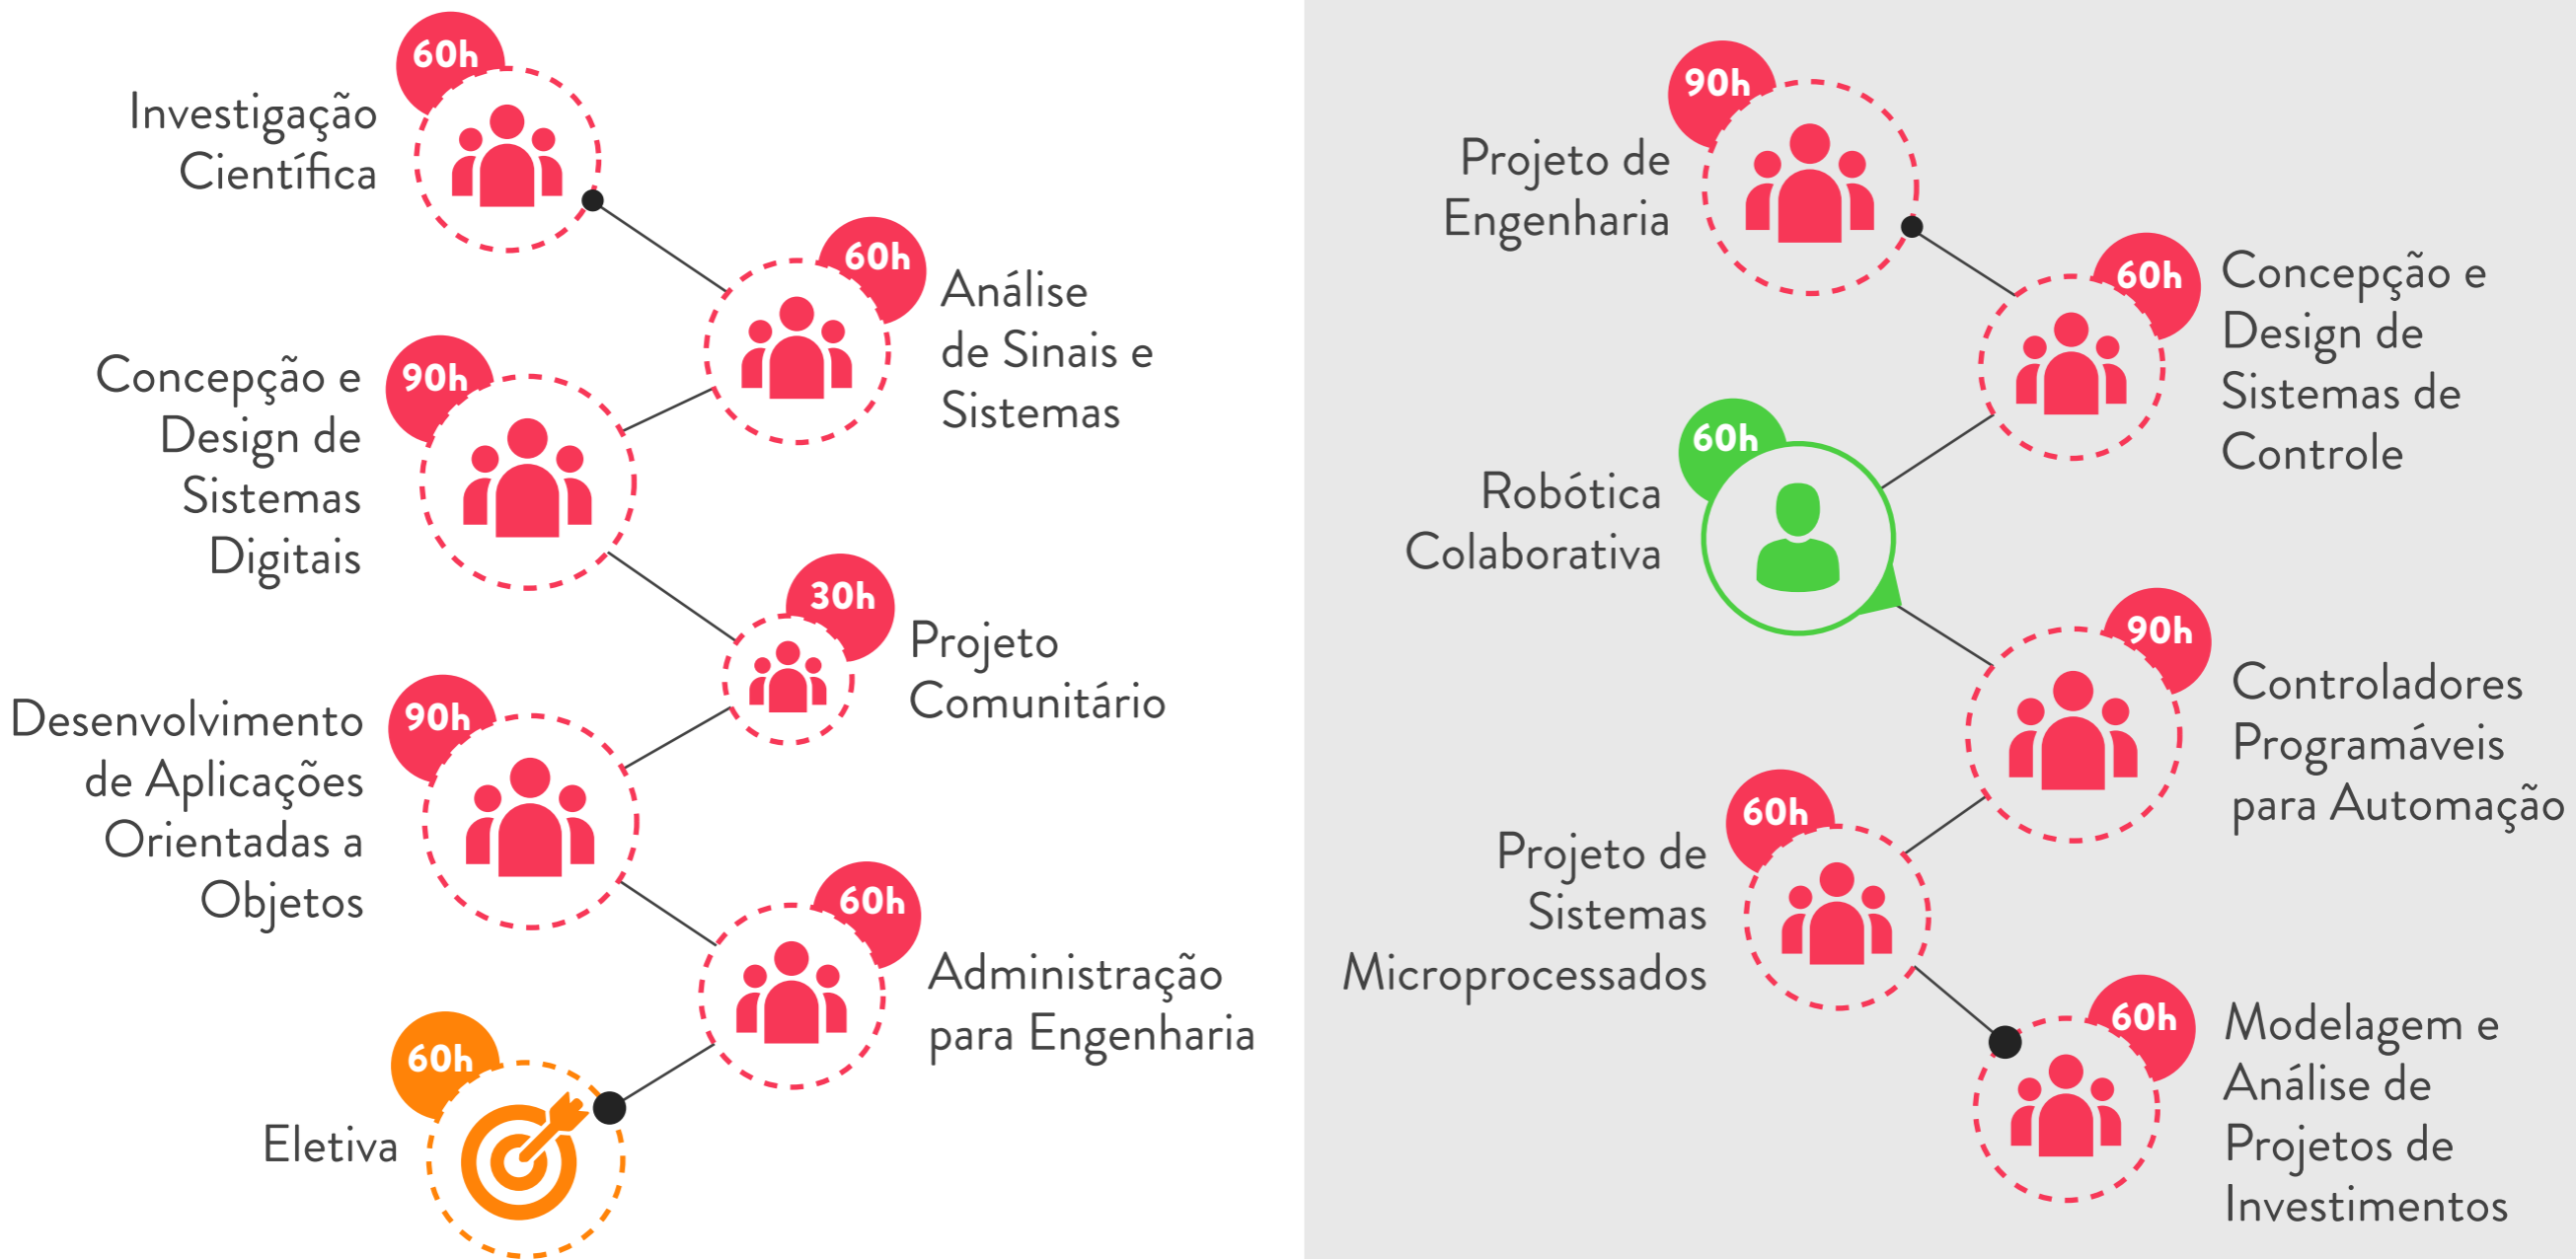 60h
Investigação
Científica
60h
Análise
de Sinais e
Sistemas
90h
Concepção e
Design de
Sistemas
Digitais
30h
Projeto
Comunitário
90h
Desenvolvimento
de Aplicações
Orientadas a
Objetos
60h
Administração
para Engenharia
60h
Eletiva
90h
Projeto de
Engenharia
60h
Concepção e
Design de
Sistemas de
Controle
60h
Robótica
Colaborativa
90h
Controladores
Programáveis
para Automação
60h
Projeto de
Sistemas
Microprocessados
60h
Modelagem e
Análise de
Projetos de
Investimentos